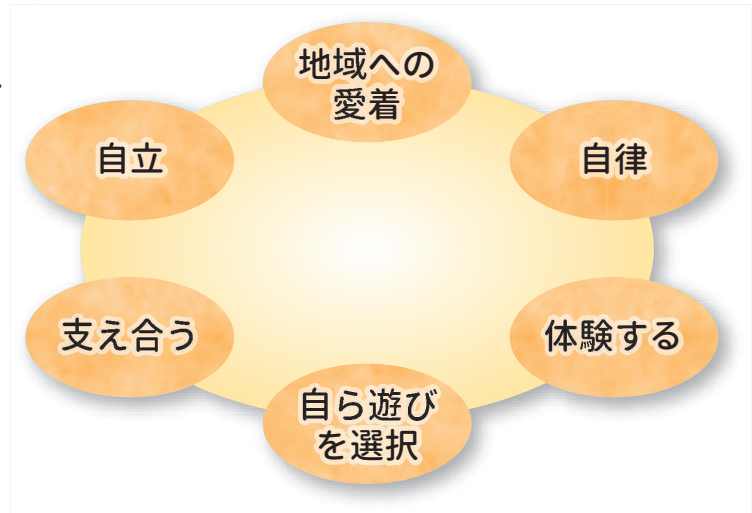 地域への
愛着
自立
自律
支え合う
体験する
自ら遊び
を選択